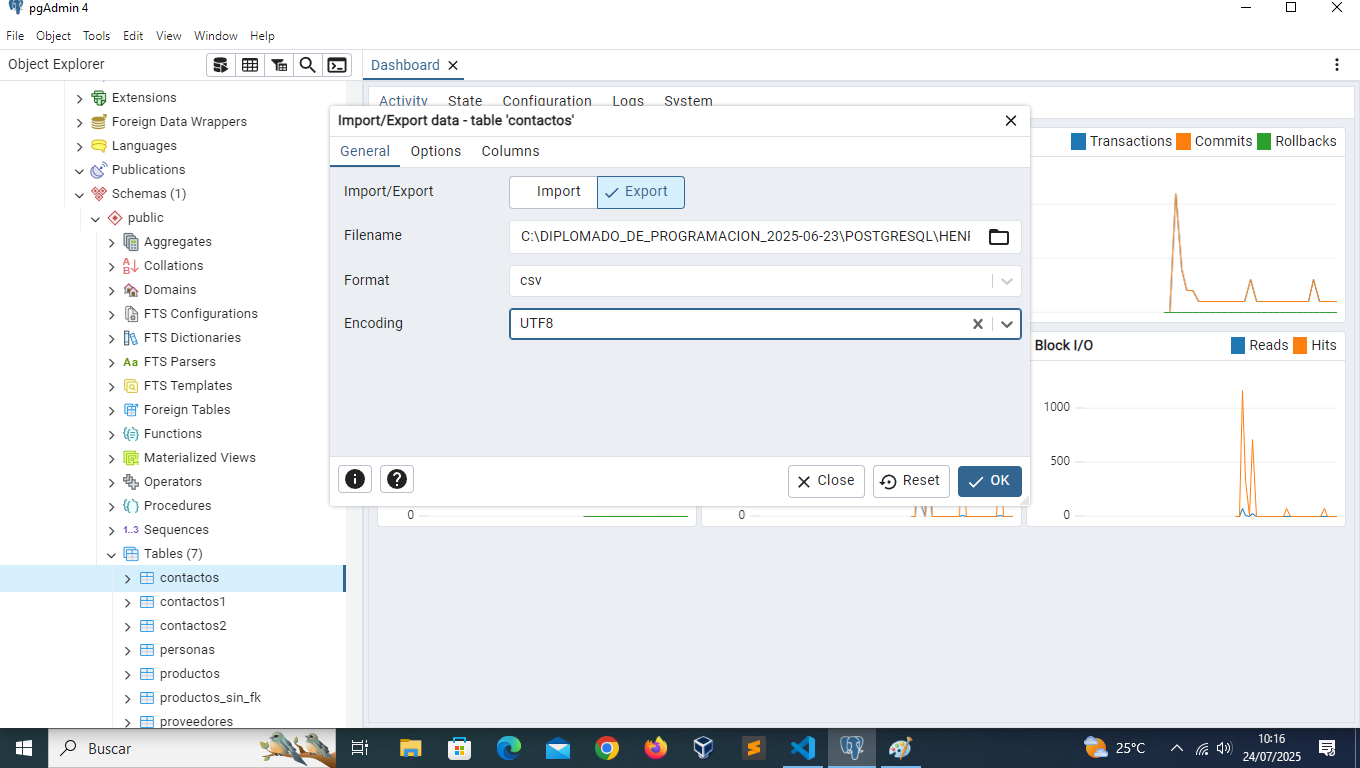 pgAdmin 4
File Object Tools Edit View Window Help
Object Explorer
Dashboard
Activity State Configuration Logs System
Extensions
Foreign Data Wrappers
Languages
Publications
Schemas (1)
public
Aggregates
Collations
Domains
FTS Configurations
FTS Dictionaries
Aa FTS Parsers
FTS Templates
Foreign Tables
Functions
Materialized Views
Operators
Procedures
1..3 Sequences
Tables (7)
contactos
contactos1
contactos2
personas
productos
productos_sin_fk
proveedores
Import/Export data - table 'contactos'
General Options Columns
Import/Export Import Export
Filename C:\DIPLOMADO_DE_PROGRAMACION_2025-06-23\POSTGRESQL\HENR
Format csv
Encoding UTF8
Close Reset OK
Transactions Commits Rollbacks
Block I/O Reads Hits
1000
500
0
0
0
Buscar
25°C
10:16
24/07/2025